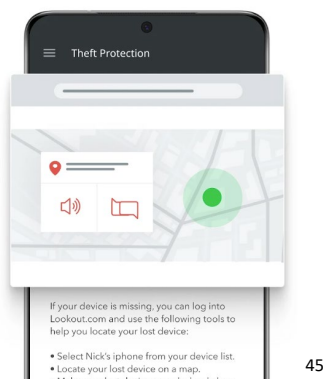 Theft Protection
If your device is missing, you can log into
Lookout.com and use the following tools to
help you locate your lost device:
• Select Nick's iphone from your device list.
• Locate your lost device on a map.
45